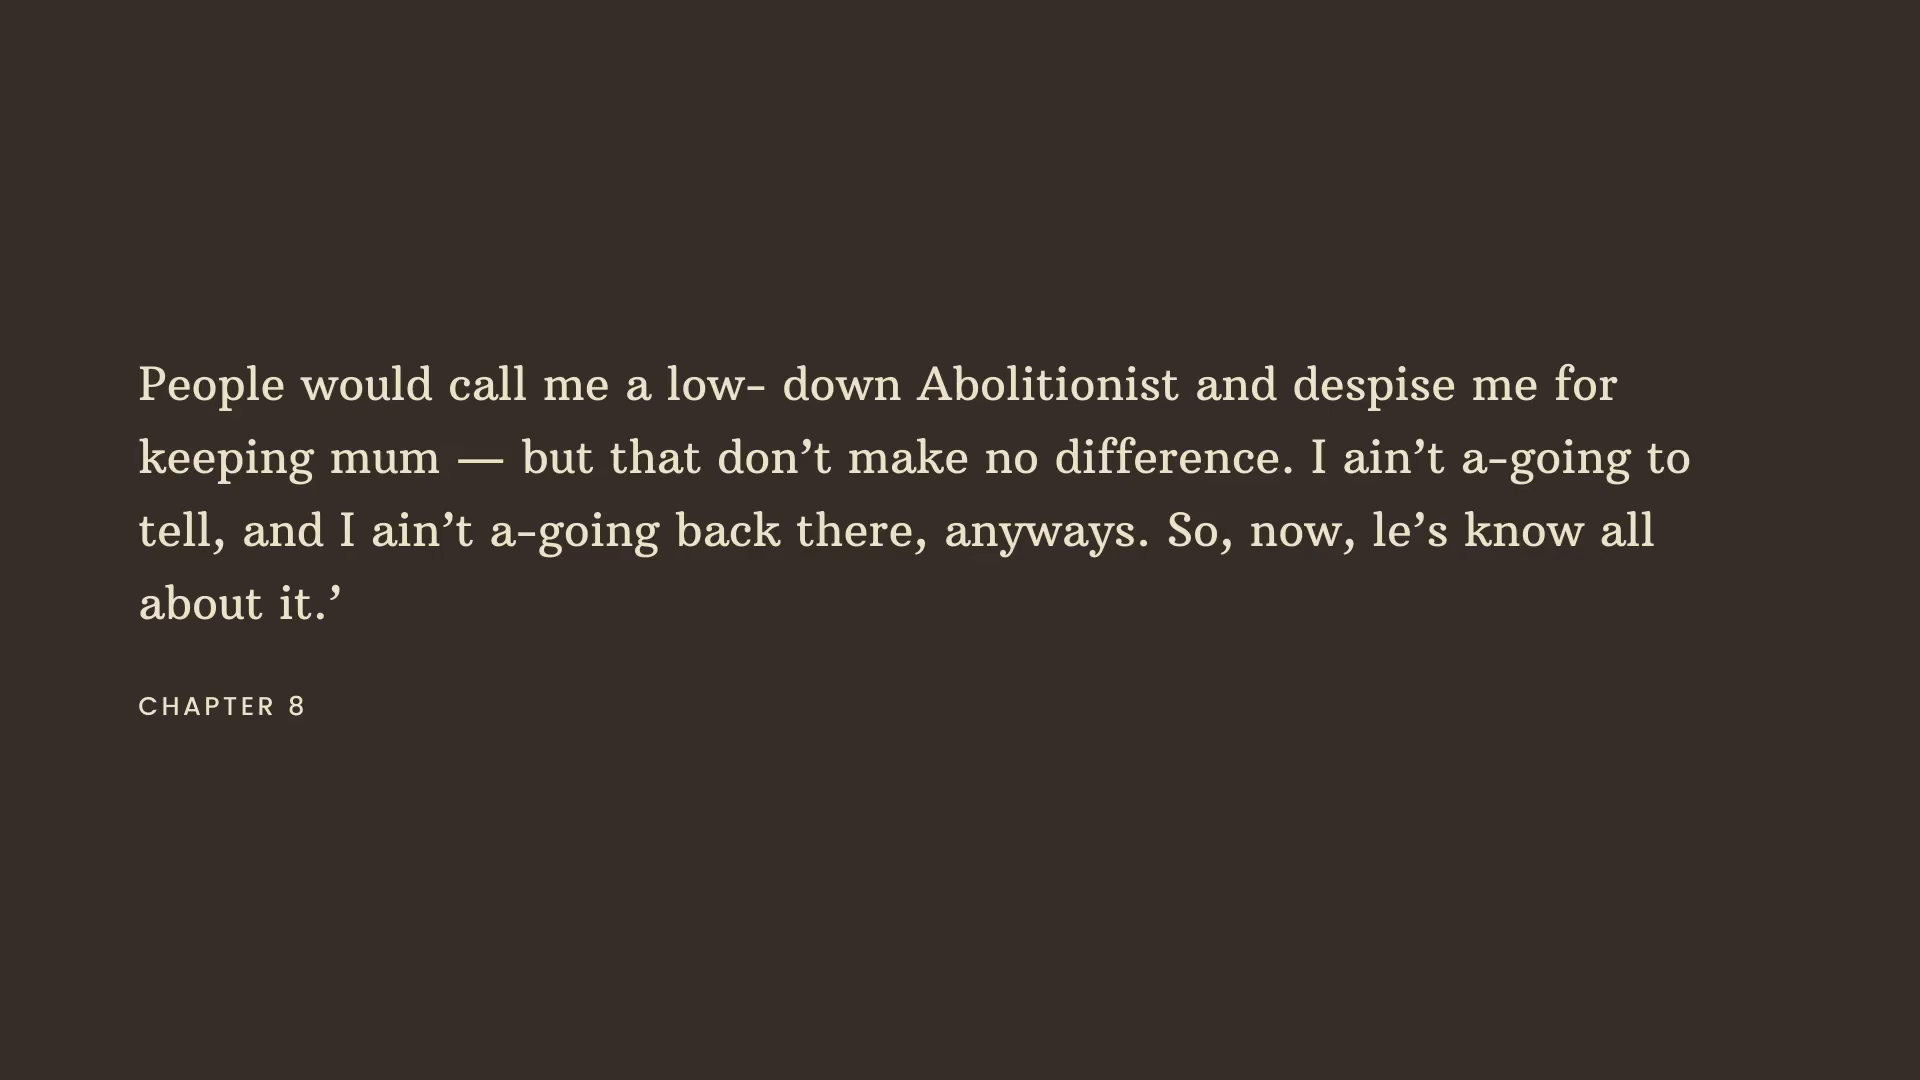 People would call me a low- down Abolitionist and despise me for
keeping mum — but that don’t make no difference. I ain’t a-going to
tell, and I ain’t a-going back there, anyways. So, now, le’s know all
about it.’
CHAPTER 8